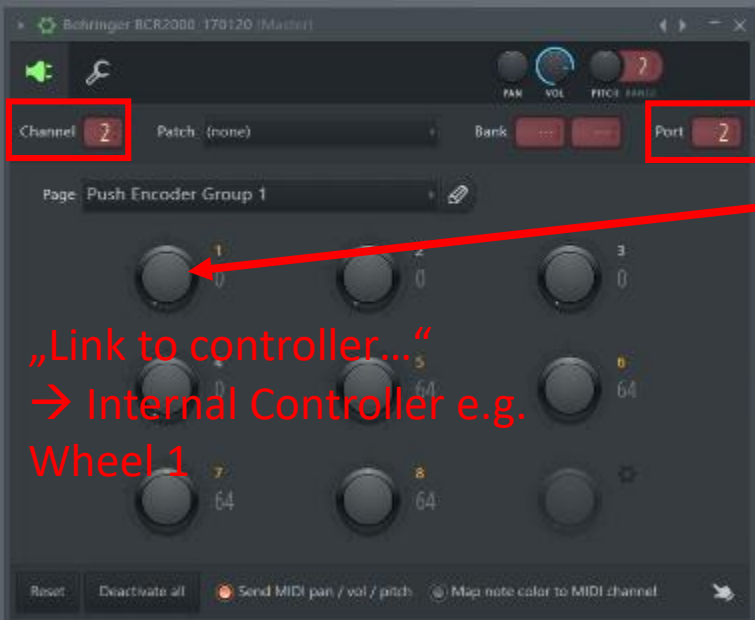 Behringer BCR2000 170120 (Master)
2
PAN VOL PITCH RANGE
Channel 2 Patch (none) Bank --- --- Port 2
Page Push Encoder Group 1
1 2 3
0 0 0
„Link to controller...“
4 5 6
0 64 64
→ Internal Controller e.g.
Wheel 1
7 8
64 64
Reset Deactivate all Send MIDI pan / vol / pitch Map note color to MIDI channel